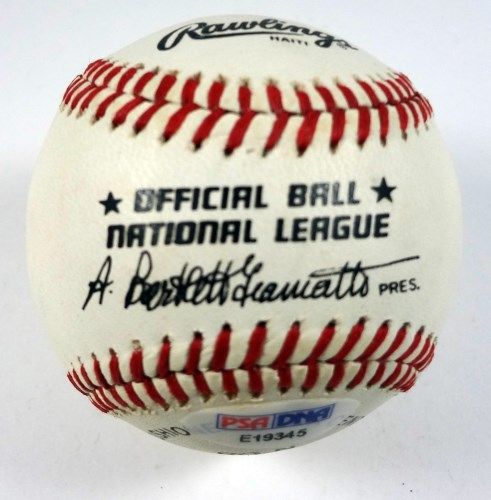 Rawlings
HAITI
★ OFFICIAL BALL ★
NATIONAL LEAGUE
A. Bartlett Giamatti PRES.
PSA DNA
E19345